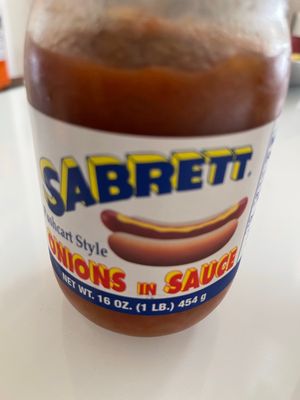 SABRETT
Pushcart Style
ONIONS IN SAUCE
NET WT. 16 OZ. (1 LB.) 454 g